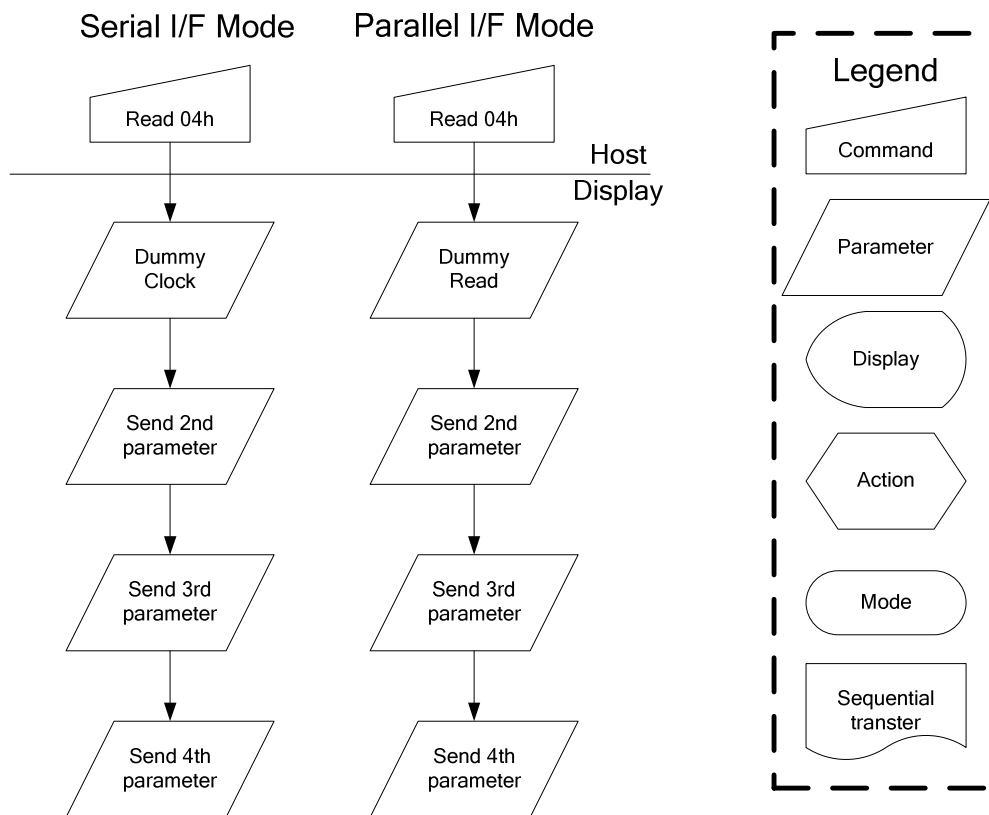 Serial I/F Mode
Parallel I/F Mode
Read 04h
Read 04h
Host
Display
Dummy
Clock
Dummy
Read
Send 2nd
parameter
Send 2nd
parameter
Send 3rd
parameter
Send 3rd
parameter
Send 4th
parameter
Send 4th
parameter
Legend
Command
Parameter
Display
Action
Mode
Sequential
transter